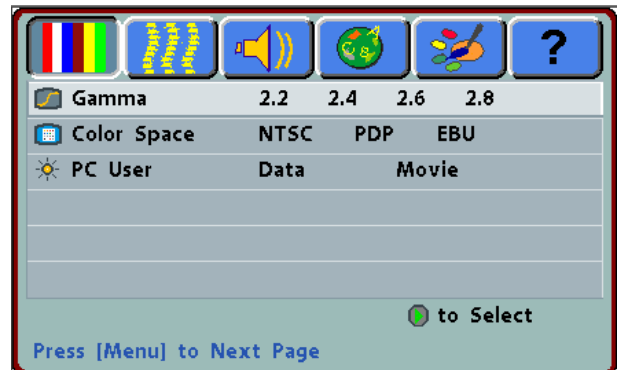 ?
Gamma 2.2 2.4 2.6 2.8
Color Space NTSC PDP EBU
PC User Data Movie
to Select
Press [Menu] to Next Page